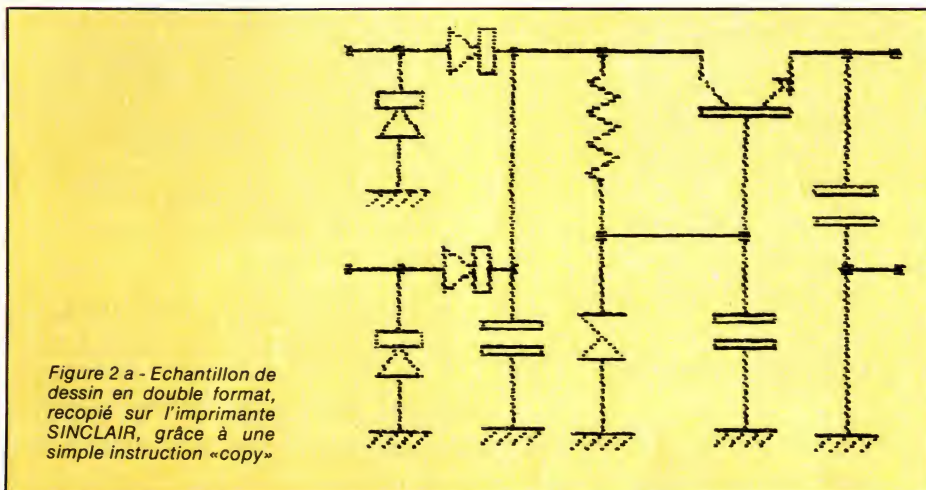 Figure 2 a - Echantillon de
dessin en double format,
recopié sur l'imprimante
SINCLAIR, grâce à une
simple instruction «copy»